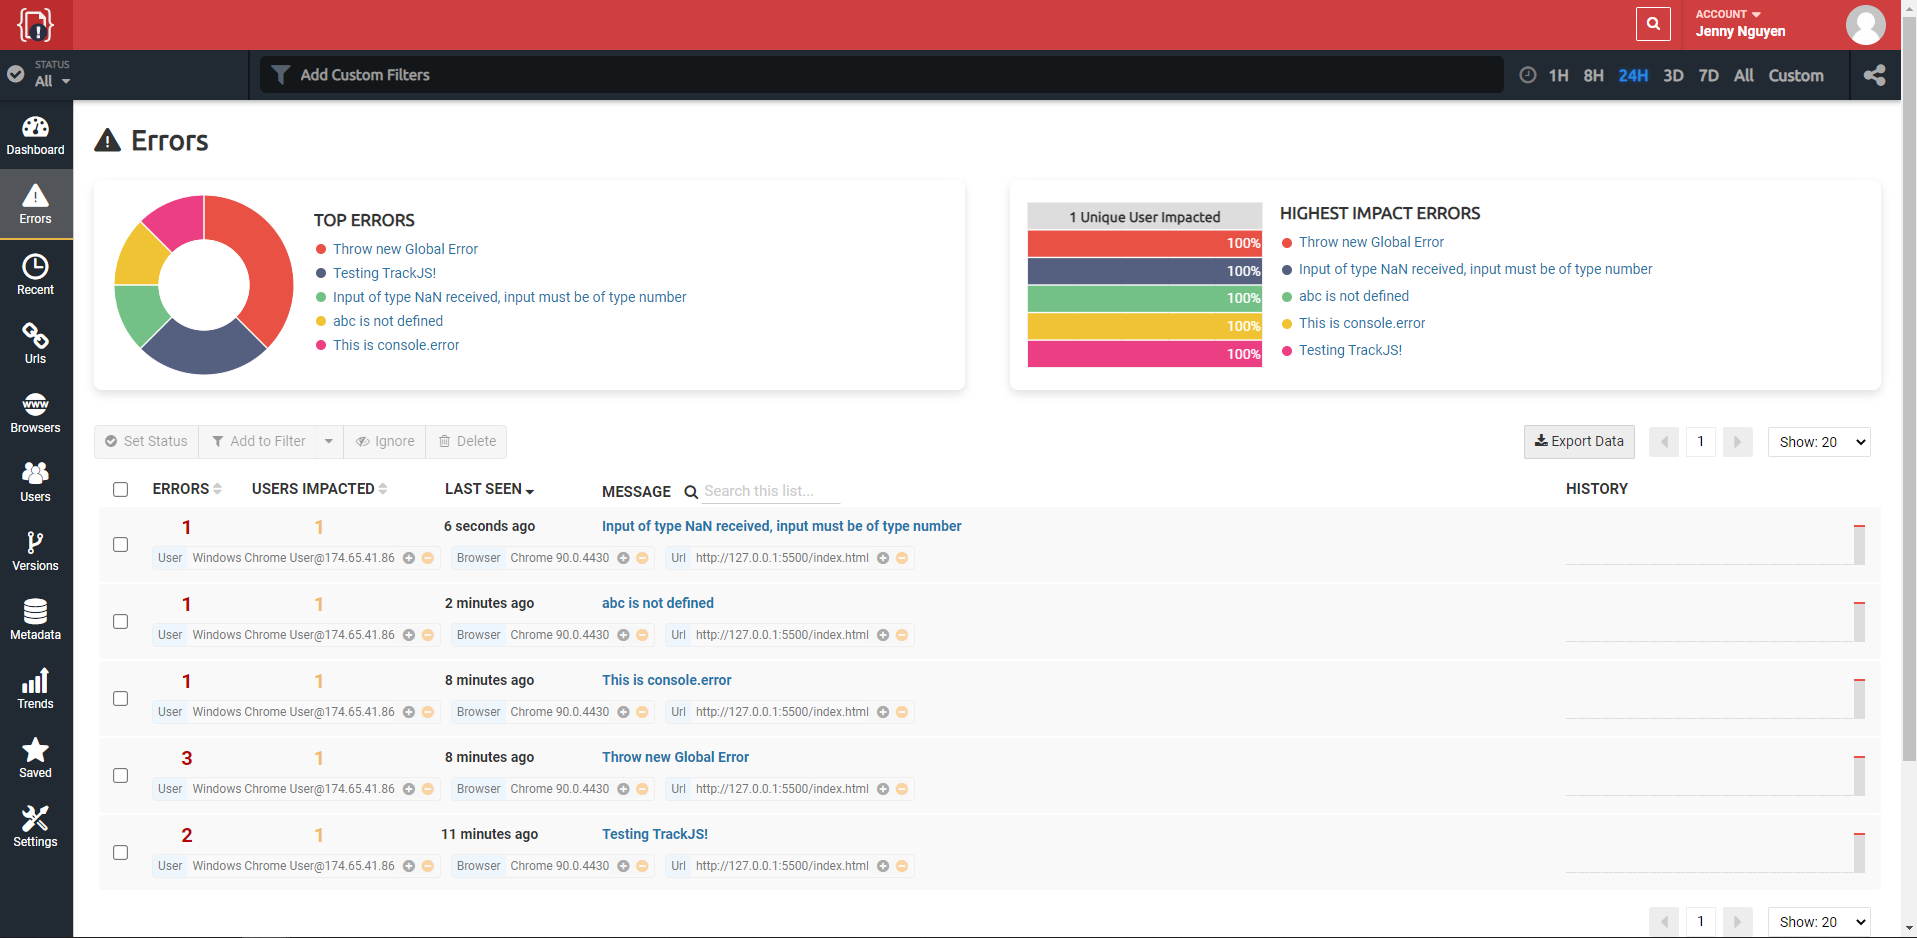 ACCOUNT
Jenny Nguyen
STATUS
All
Add Custom Filters
1H 8H 24H 3D 7D All Custom
Dashboard
Errors
Recent
Urls
www
Browsers
Users
Versions
Metadata
Trends
Saved
Settings
Errors
TOP ERRORS
Throw new Global Error
Testing TrackJS!
Input of type NaN received, input must be of type number
abc is not defined
This is console.error
1 Unique User Impacted
100%
100%
100%
100%
100%
HIGHEST IMPACT ERRORS
Throw new Global Error
Input of type NaN received, input must be of type number
abc is not defined
This is console.error
Testing TrackJS!
Set Status Add to Filter Ignore Delete
Export Data 1 Show: 20
ERRORS USERS IMPACTED LAST SEEN MESSAGE Search this list... HISTORY
1 1 6 seconds ago Input of type NaN received, input must be of type number
User Windows Chrome User@174.65.41.86 Browser Chrome 90.0.4430 Url http://127.0.0.1:5500/index.html
1 1 2 minutes ago abc is not defined
User Windows Chrome User@174.65.41.86 Browser Chrome 90.0.4430 Url http://127.0.0.1:5500/index.html
1 1 8 minutes ago This is console.error
User Windows Chrome User@174.65.41.86 Browser Chrome 90.0.4430 Url http://127.0.0.1:5500/index.html
3 1 8 minutes ago Throw new Global Error
User Windows Chrome User@174.65.41.86 Browser Chrome 90.0.4430 Url http://127.0.0.1:5500/index.html
2 1 11 minutes ago Testing TrackJS!
User Windows Chrome User@174.65.41.86 Browser Chrome 90.0.4430 Url http://127.0.0.1:5500/index.html
1 Show: 20